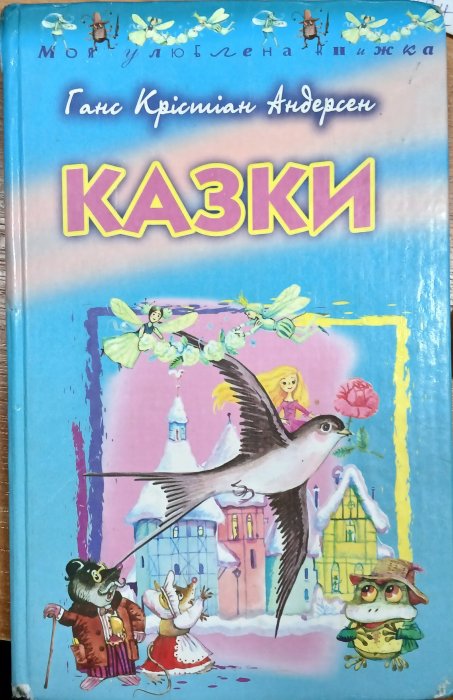 Моя улюблена книжка
Ганс Крістіан Андерсен
КАЗКИ